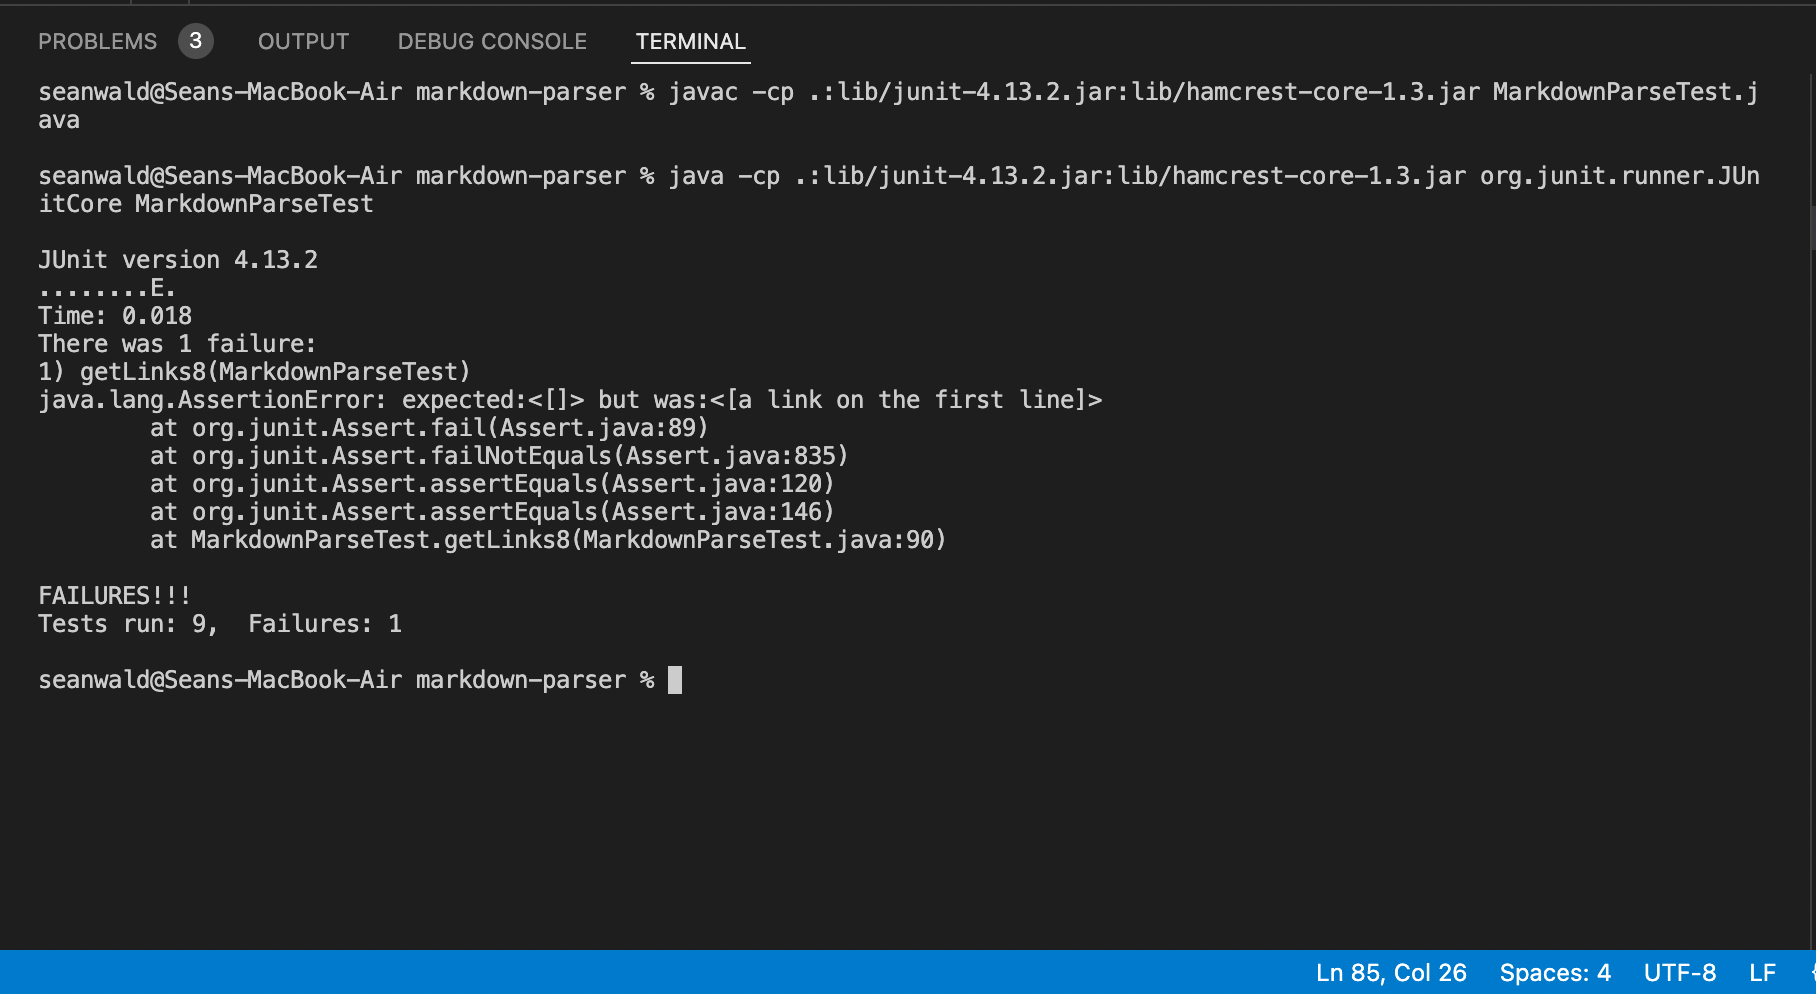 PROBLEMS 3 OUTPUT DEBUG CONSOLE TERMINAL
seanwald@Seans-MacBook-Air markdown-parser % javac -cp .:lib/junit-4.13.2.jar:lib/hamcrest-core-1.3.jar MarkdownParseTest.j
ava
seanwald@Seans-MacBook-Air markdown-parser % java -cp .:lib/junit-4.13.2.jar:lib/hamcrest-core-1.3.jar org.junit.runner.JUn
itCore MarkdownParseTest
JUnit version 4.13.2
........E.
Time: 0.018
There was 1 failure:
1) getLinks8(MarkdownParseTest)
java.lang.AssertionError: expected:<[]> but was:<[a link on the first line]>
        at org.junit.Assert.fail(Assert.java:89)
        at org.junit.Assert.failNotEquals(Assert.java:835)
        at org.junit.Assert.assertEquals(Assert.java:120)
        at org.junit.Assert.assertEquals(Assert.java:146)
        at MarkdownParseTest.getLinks8(MarkdownParseTest.java:90)
FAILURES!!!
Tests run: 9,  Failures: 1
seanwald@Seans-MacBook-Air markdown-parser %
Ln 85, Col 26 Spaces: 4 UTF-8 LF